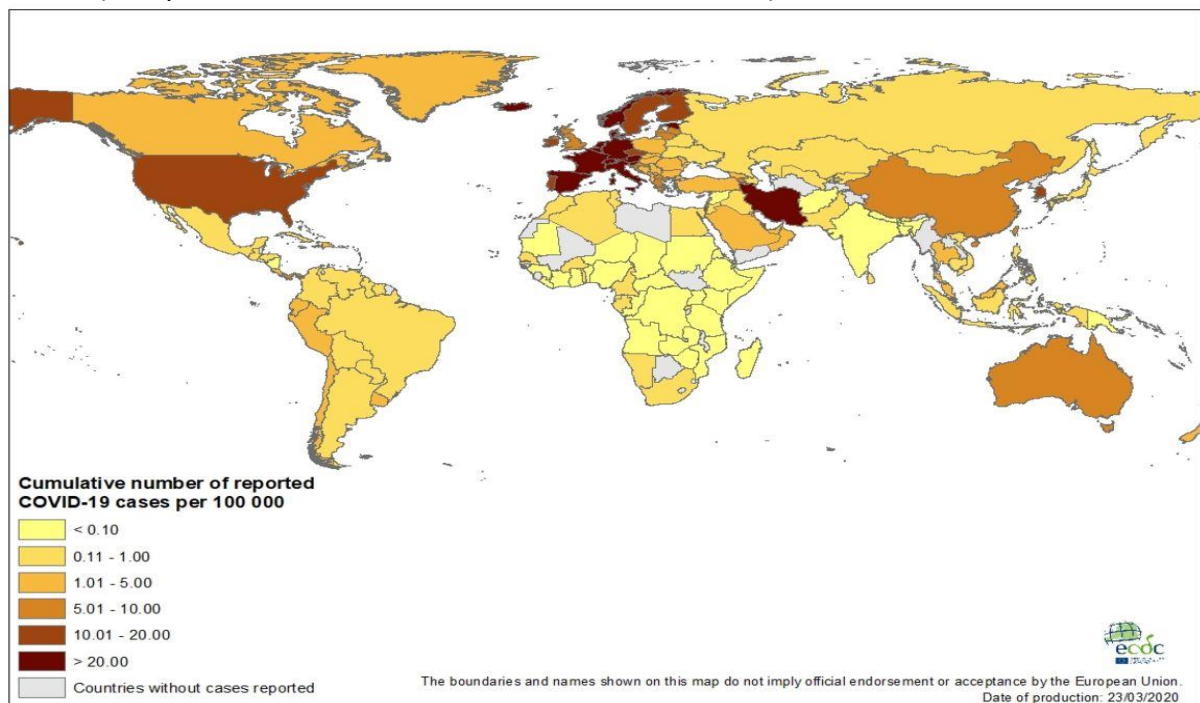 Cumulative number of reported
COVID-19 cases per 100 000
< 0.10
0.11 - 1.00
1.01 - 5.00
5.01 - 10.00
10.01 - 20.00
> 20.00
Countries without cases reported
ecdc
The boundaries and names shown on this map do not imply official endorsement or acceptance by the European Union.
Date of production: 23/03/2020